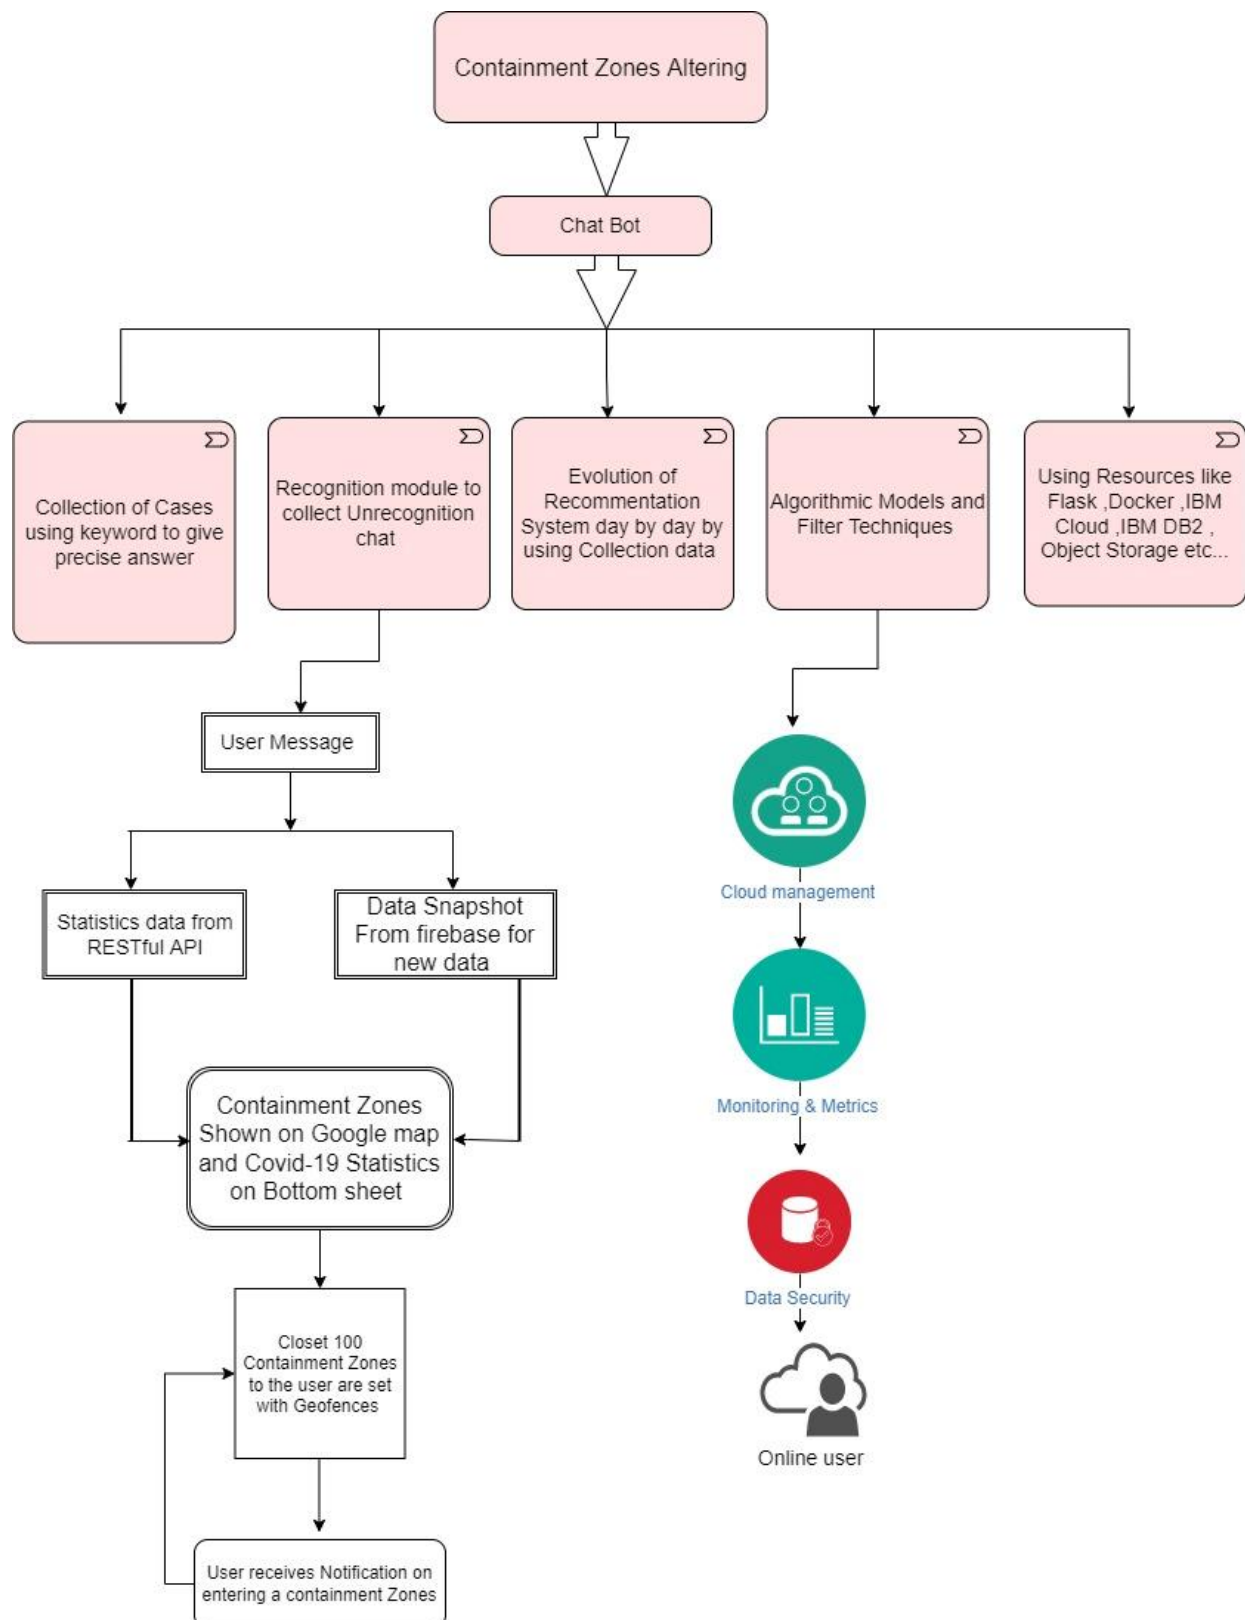 Containment Zones Altering
Chat Bot
Collection of Cases
using keyword to give
precise answer
Recognition module to
collect Unrecognition
chat
Evolution of
Recommentation
System day by day by
using Collection data
Algorithmic Models and
Filter Techniques
Using Resources like
Flask ,Docker ,IBM
Cloud ,IBM DB2 ,
Object Storage etc...
User Message
Statistics data from
RESTful API
Data Snapshot
From firebase for
new data
Containment Zones
Shown on Google map
and Covid-19 Statistics
on Bottom sheet
Closet 100
Containment Zones
to the user are set
with Geofences
User receives Notification on
entering a containment Zones
Cloud management
Monitoring & Metrics
Data Security
Online user